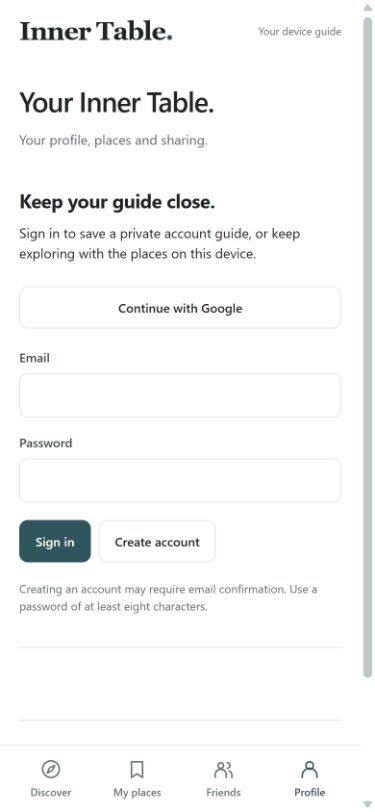 Inner Table.
Your device guide
Your Inner Table.
Your profile, places and sharing.
Keep your guide close.
Sign in to save a private account guide, or keep
exploring with the places on this device.
Continue with Google
Email
Password
Sign in
Create account
Creating an account may require email confirmation. Use a
password of at least eight characters.
Discover
My places
Friends
Profile